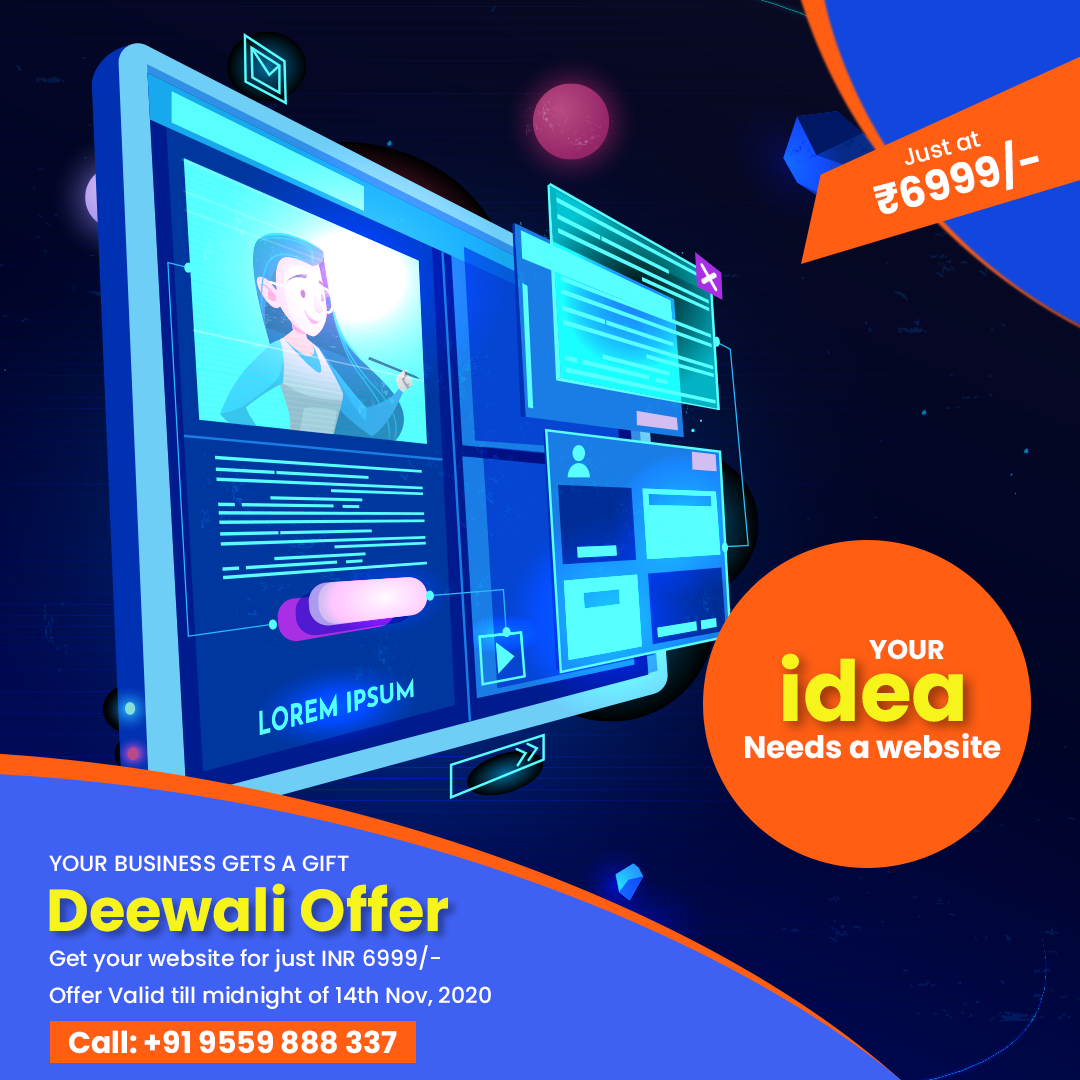 Just at
₹6999/-
LOREM IPSUM
YOUR
idea
Needs a website
YOUR BUSINESS GETS A GIFT
Deewali Offer
Get your website for just INR 6999/-
Offer Valid till midnight of 14th Nov, 2020
Call: +91 9559 888 337